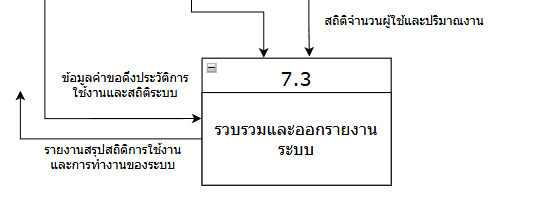 สถิติจำนวนผู้ใช้และปริมาณงาน
ข้อมูลคำขอดึงประวัติการ
ใช้งานและสถิติระบบ
7.3
รวบรวมและออกรายงาน
ระบบ
รายงานสรุปสถิติการใช้งาน
และการทำงานของระบบ